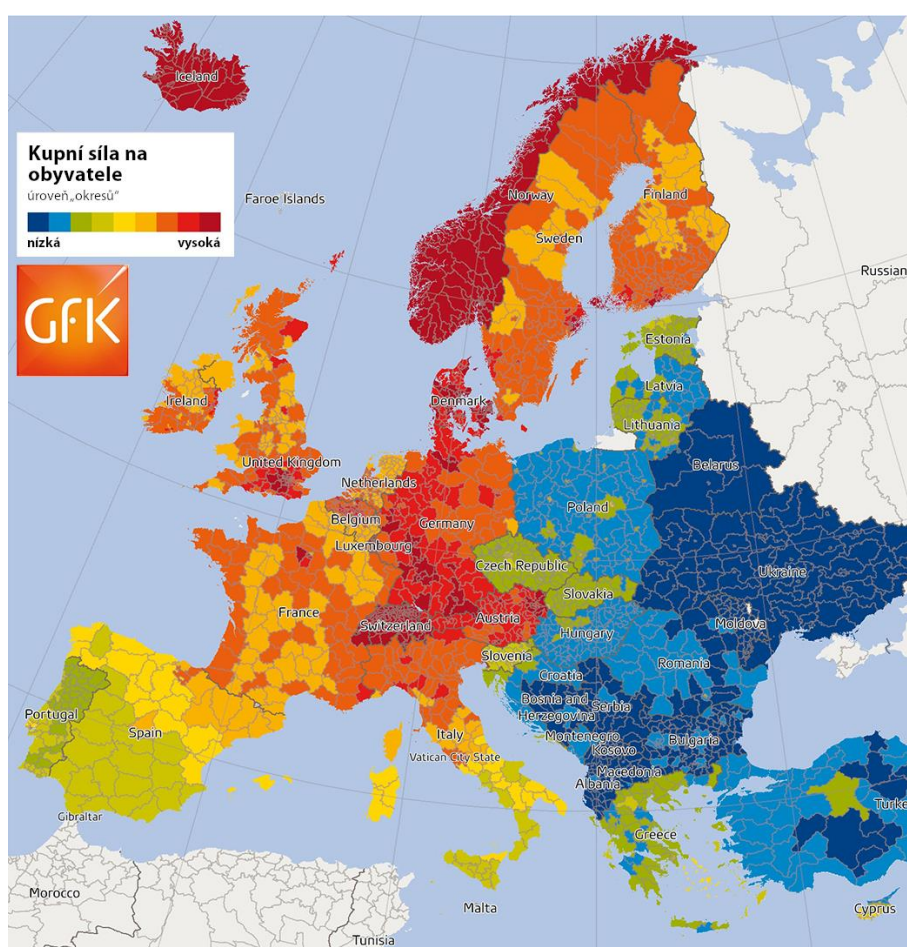 Iceland
Kupní síla na
obyvatele
úroveň „okresů“
nízká
vysoká
GfK
Faroe Islands
Norway
Finland
Sweden
Russian
Estonia
Latvia
Lithuania
Ireland
Denmark
United Kingdom
Netherlands
Belarus
Poland
Belgium
Germany
Luxembourg
Czech Republic
Ukraine
Slovakia
France
Switzerland
Austria
Moldova
Hungary
Slovenia
Romania
Croatia
Bosnia and
Herzegovina
Serbia
Portugal
Spain
Italy
Montenegro
Kosovo
Bulgaria
Vatican City State
Macedonia
Albania
Turke
Gibraltar
Greece
Morocco
Malta
Cyprus
Tunisia